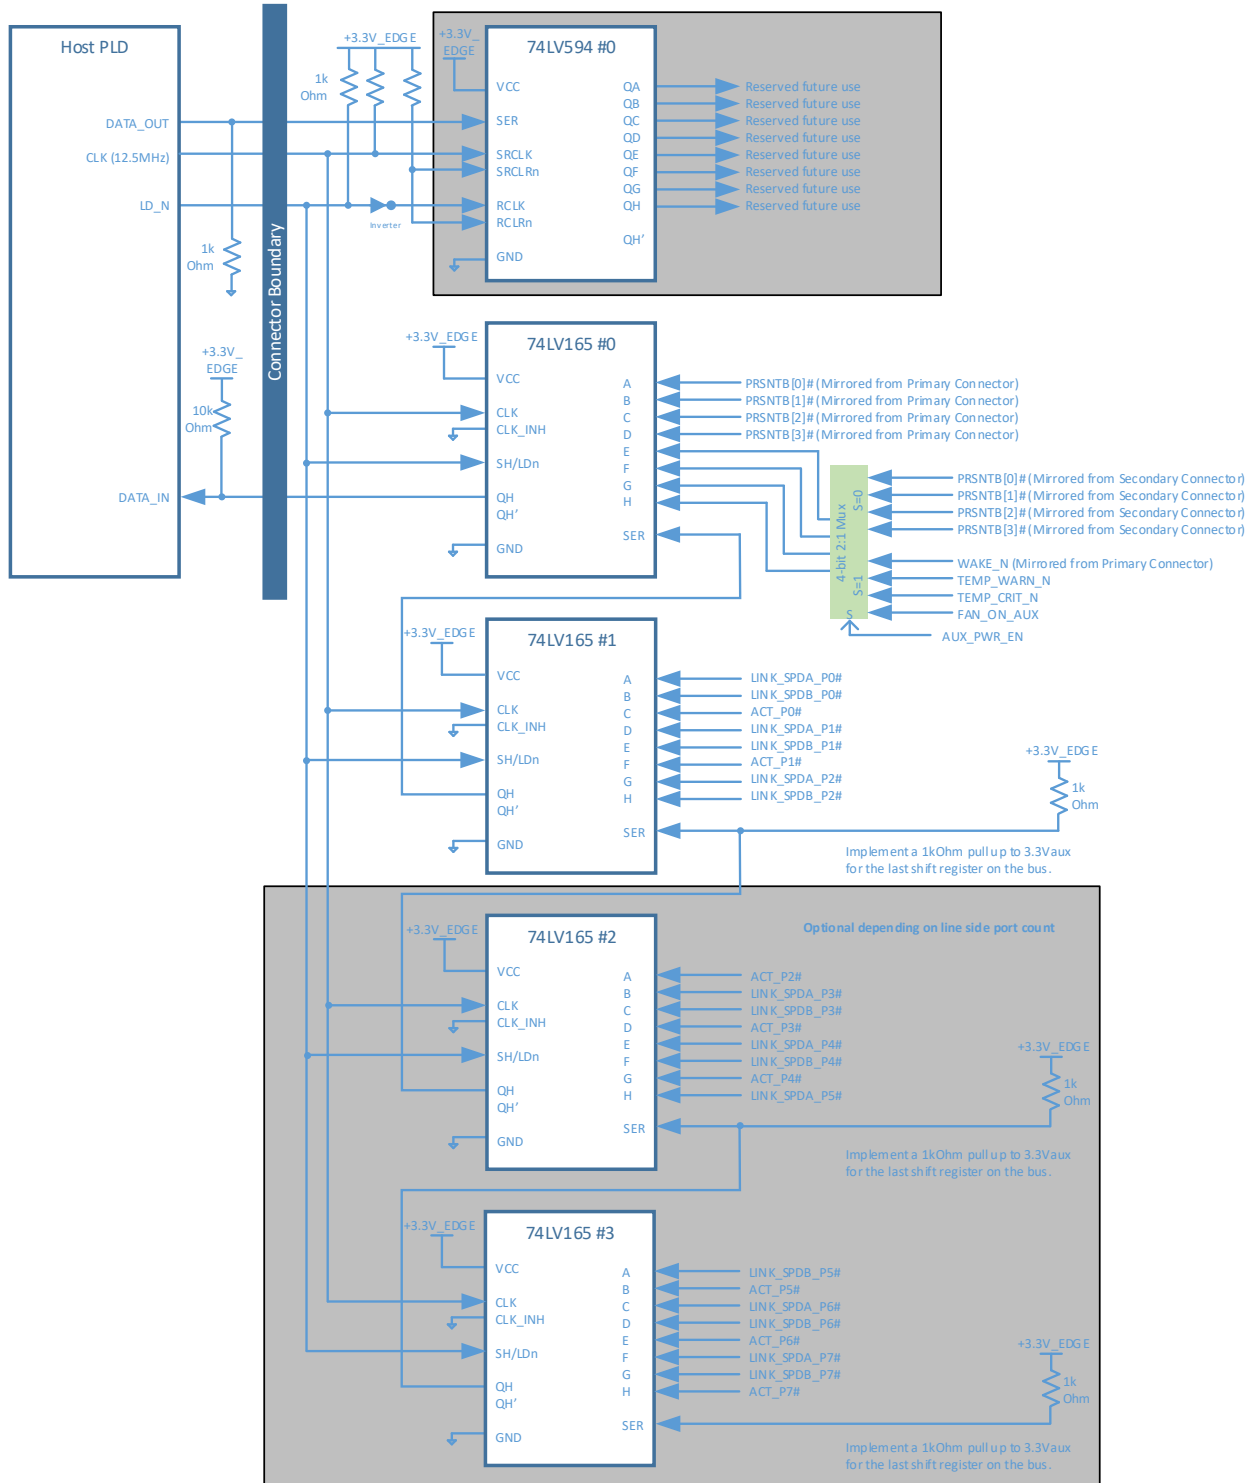 Host PLD
DATA_OUT
CLK (12.5MHz)
LD_N
1k
Ohm
+3.3V_
EDGE
10k
Ohm
DATA_IN
Connector Boundary
+3.3V_EDGE
1k
Ohm
Inverter
+3.3V_
EDGE
74LV594 #0
VCC
SER
SRCLK
SRCLRn
RCLK
RCLRn
GND
QA
QB
QC
QD
QE
QF
QG
QH
QH'
Reserved future use
Reserved future use
Reserved future use
Reserved future use
Reserved future use
Reserved future use
Reserved future use
Reserved future use
+3.3V_EDGE
74LV165 #0
VCC
CLK
CLK_INH
SH/LDn
QH
QH'
GND
A
B
C
D
E
F
G
H
SER
PRSNTB[0]# (Mirrored from Primary Connector)
PRSNTB[1]# (Mirrored from Primary Connector)
PRSNTB[2]# (Mirrored from Primary Connector)
PRSNTB[3]# (Mirrored from Primary Connector)
4-bit 2:1 Mux
S=0
S=1
S
PRSNTB[0]# (Mirrored from Secondary Connector)
PRSNTB[1]# (Mirrored from Secondary Connector)
PRSNTB[2]# (Mirrored from Secondary Connector)
PRSNTB[3]# (Mirrored from Secondary Connector)
WAKE_N (Mirrored from Primary Connector)
TEMP_WARN_N
TEMP_CRIT_N
FAN_ON_AUX
AUX_PWR_EN
+3.3V_EDGE
74LV165 #1
VCC
CLK
CLK_INH
SH/LDn
QH
QH'
GND
A
B
C
D
E
F
G
H
SER
LINK_SPDA_P0#
LINK_SPDB_P0#
ACT_P0#
LINK_SPDA_P1#
LINK_SPDB_P1#
ACT_P1#
LINK_SPDA_P2#
LINK_SPDB_P2#
+3.3V_EDGE
1k
Ohm
Implement a 1kOhm pull up to 3.3Vaux
for the last shift register on the bus.
Optional depending on line side port count
+3.3V_EDGE
74LV165 #2
VCC
CLK
CLK_INH
SH/LDn
QH
QH'
GND
A
B
C
D
E
F
G
H
SER
ACT_P2#
LINK_SPDA_P3#
LINK_SPDB_P3#
ACT_P3#
LINK_SPDA_P4#
LINK_SPDB_P4#
ACT_P4#
LINK_SPDA_P5#
+3.3V_EDGE
1k
Ohm
Implement a 1kOhm pull up to 3.3Vaux
for the last shift register on the bus.
+3.3V_EDGE
74LV165 #3
VCC
CLK
CLK_INH
SH/LDn
QH
QH'
GND
A
B
C
D
E
F
G
H
SER
LINK_SPDB_P5#
ACT_P5#
LINK_SPDA_P6#
LINK_SPDB_P6#
ACT_P6#
LINK_SPDA_P7#
LINK_SPDB_P7#
ACT_P7#
+3.3V_EDGE
1k
Ohm
Implement a 1kOhm pull up to 3.3Vaux
for the last shift register on the bus.